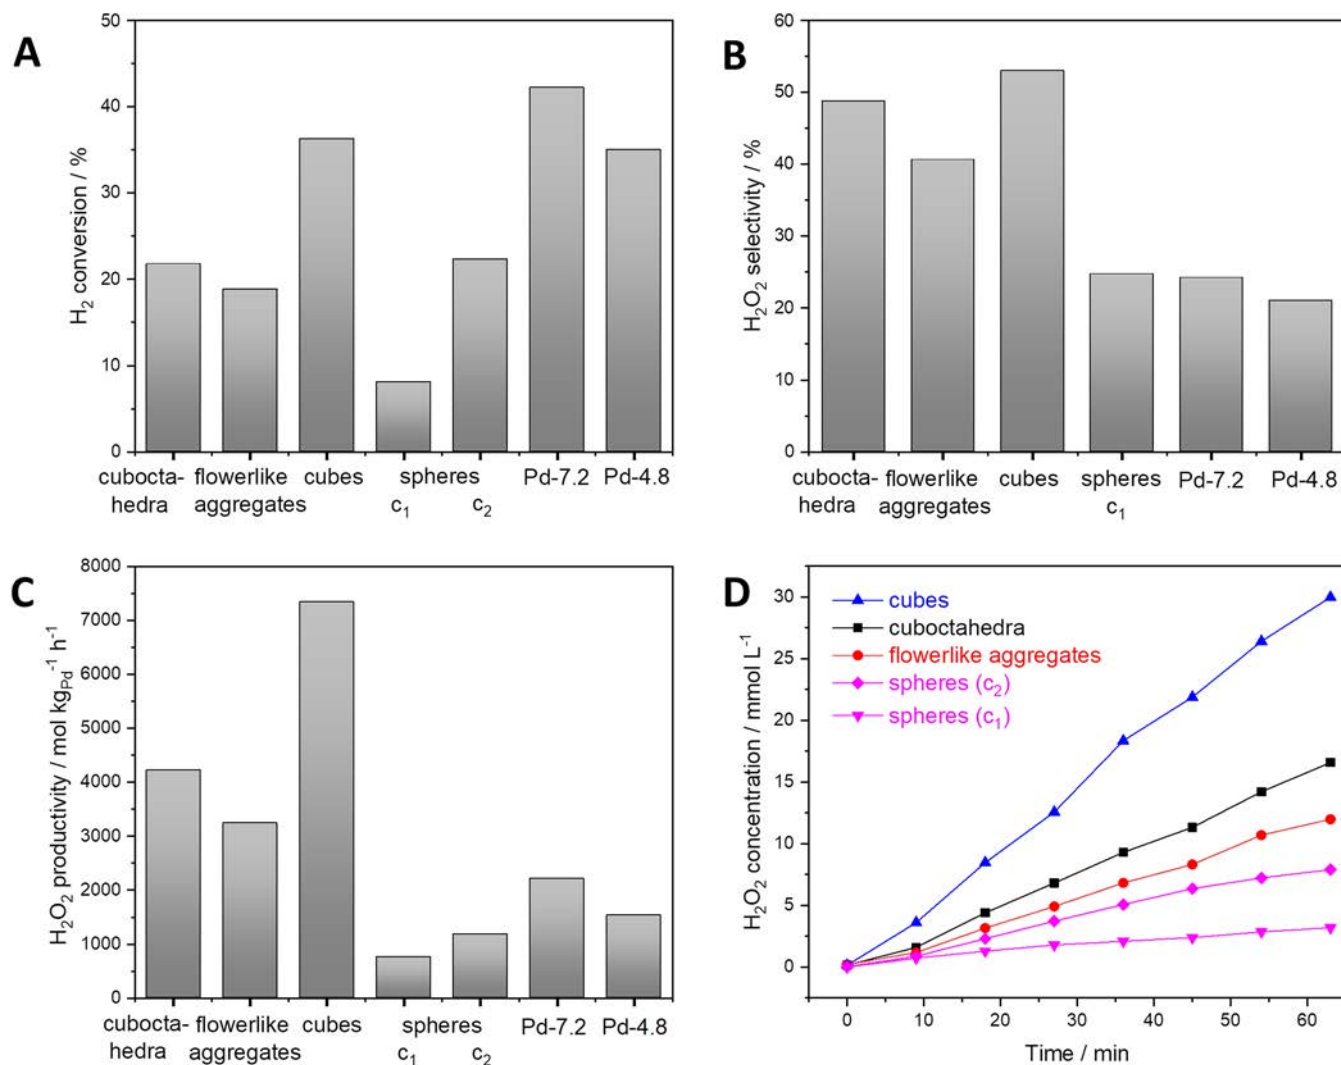 A
H₂ conversion / %
50
40
30
20
10
0
cubocta-
hedra
flowerlike
aggregates
cubes
spheres
c₁ c₂
Pd-7.2
Pd-4.8
B
H₂O₂ selectivity / %
60
50
40
30
20
10
0
cubocta-
hedra
flowerlike
aggregates
cubes
spheres
c₁
Pd-7.2
Pd-4.8
C
H₂O₂ productivity / mol kg_Pd⁻¹ h⁻¹
8000
7000
6000
5000
4000
3000
2000
1000
0
cubocta-
hedra
flowerlike
aggregates
cubes
spheres
c₁ c₂
Pd-7.2
Pd-4.8
D
H₂O₂ concentration / mmol L⁻¹
30
25
20
15
10
5
0
cubes
cuboctahedra
flowerlike aggregates
spheres (c₂)
spheres (c₁)
0 10 20 30 40 50 60
Time / min